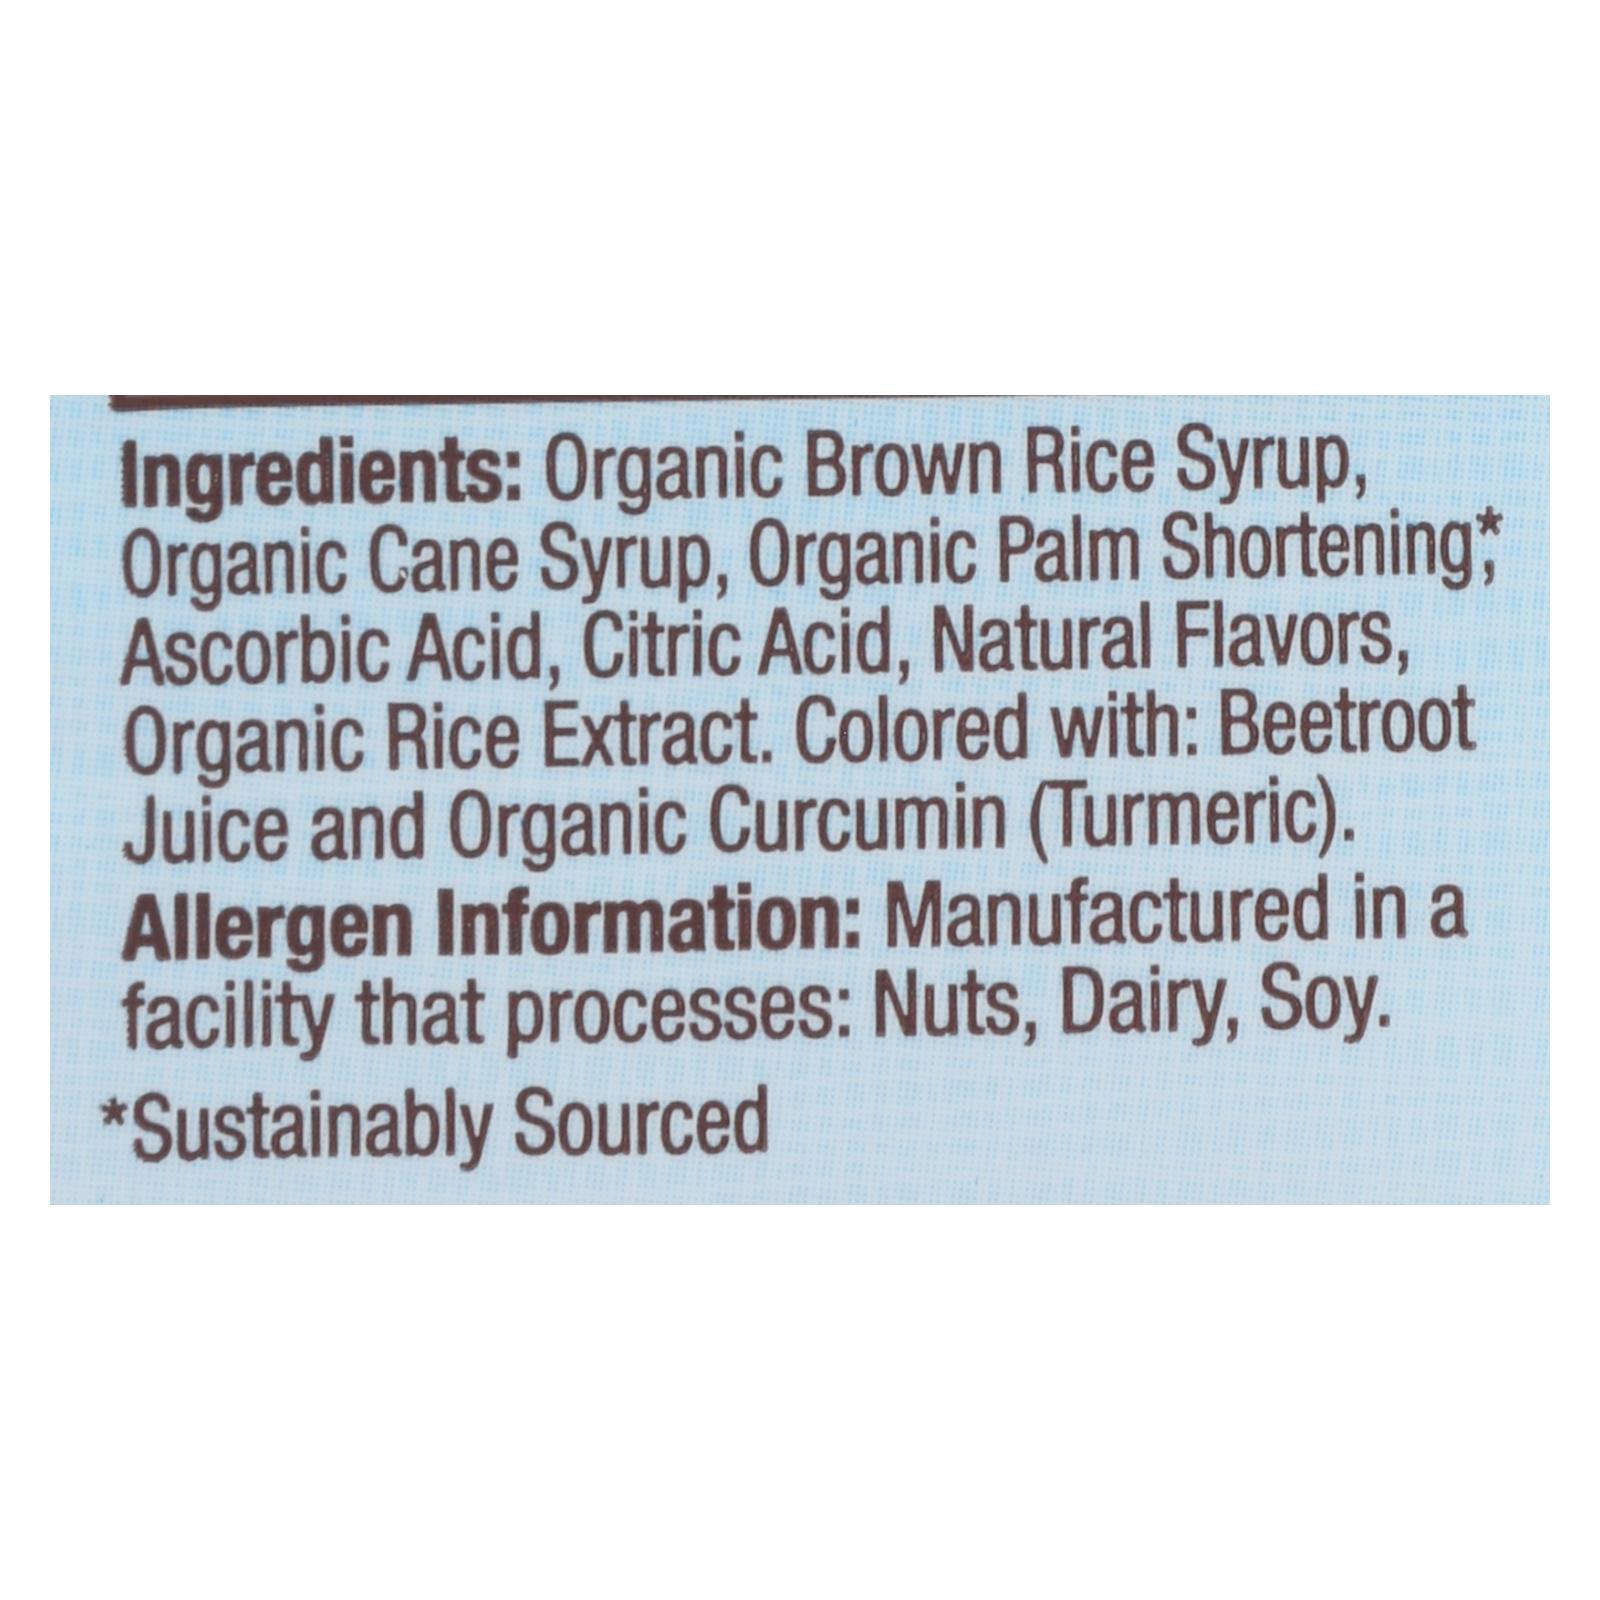 Ingredients: Organic Brown Rice Syrup,
Organic Cane Syrup, Organic Palm Shortening*,
Ascorbic Acid, Citric Acid, Natural Flavors,
Organic Rice Extract. Colored with: Beetroot
Juice and Organic Curcumin (Turmeric).
Allergen Information: Manufactured in a
facility that processes: Nuts, Dairy, Soy.
*Sustainably Sourced